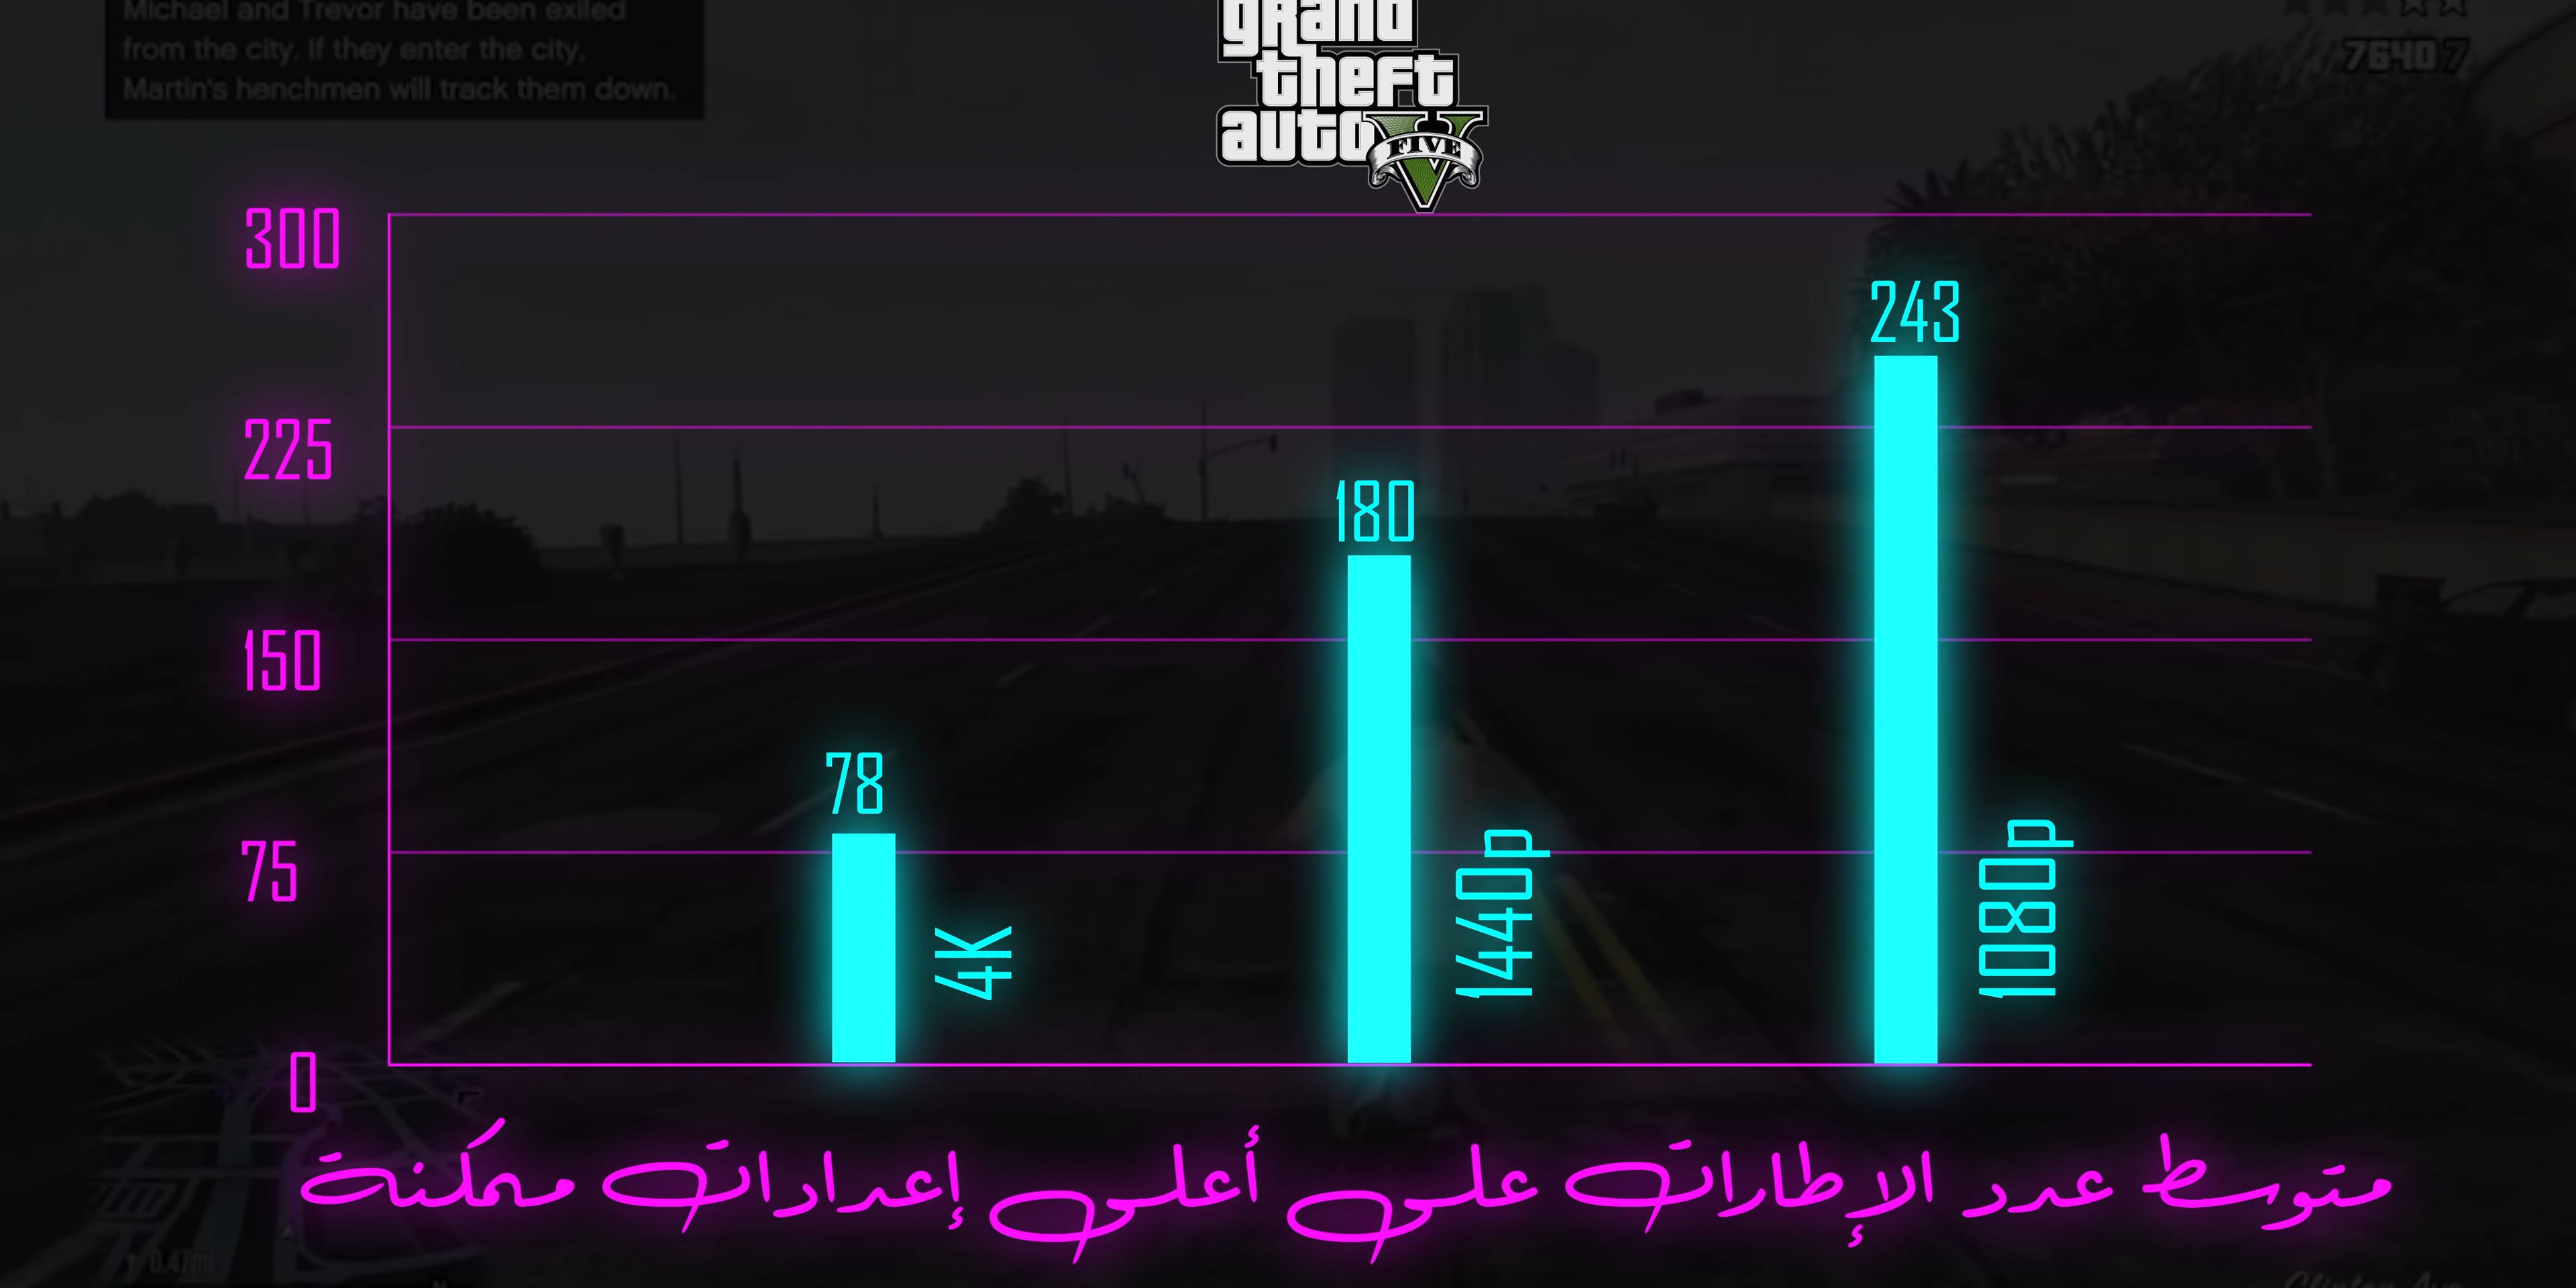 Michael and Trevor have been exiled
from the city. If they enter the city,
Martin's henchmen will track them down.
grand
theft
auto V
FIVE
300
225
150
75
0
78
4K
180
1440p
243
1080p
متوسط عدد الإطارات على أعلى إعدادات ممكنة
0.47mi